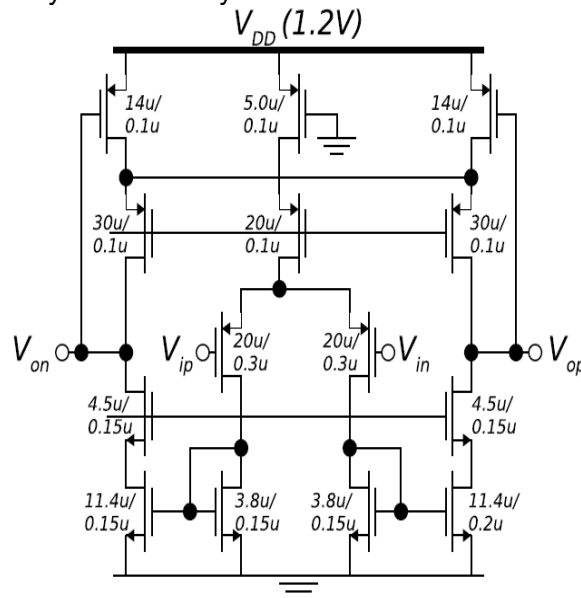 V_DD (1.2V)
14u/ 5.0u/ 14u/
0.1u 0.1u 0.1u
30u/ 20u/ 30u/
0.1u 0.1u 0.1u
V_on V_ip 20u/ 20u/ V_in V_op
0.3u 0.3u
4.5u/ 4.5u/
0.15u 0.15u
11.4u/ 3.8u/ 3.8u/ 11.4u/
0.15u 0.15u 0.15u 0.2u